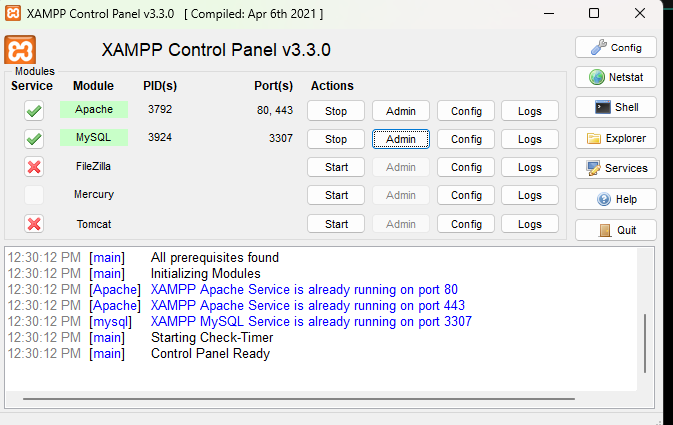 XAMPP Control Panel v3.3.0 [ Compiled: Apr 6th 2021 ]
XAMPP Control Panel v3.3.0
Config
Modules
Service Module PID(s) Port(s) Actions
Netstat
Apache 3792 80, 443 Stop Admin Config Logs
Shell
MySQL 3924 3307 Stop Admin Config Logs
Explorer
FileZilla Start Admin Config Logs
Services
Mercury Start Admin Config Logs
Help
Tomcat Start Admin Config Logs
Quit
12:30:12 PM [main] All prerequisites found
12:30:12 PM [main] Initializing Modules
12:30:12 PM [Apache] XAMPP Apache Service is already running on port 80
12:30:12 PM [Apache] XAMPP Apache Service is already running on port 443
12:30:12 PM [mysql] XAMPP MySQL Service is already running on port 3307
12:30:12 PM [main] Starting Check-Timer
12:30:12 PM [main] Control Panel Ready